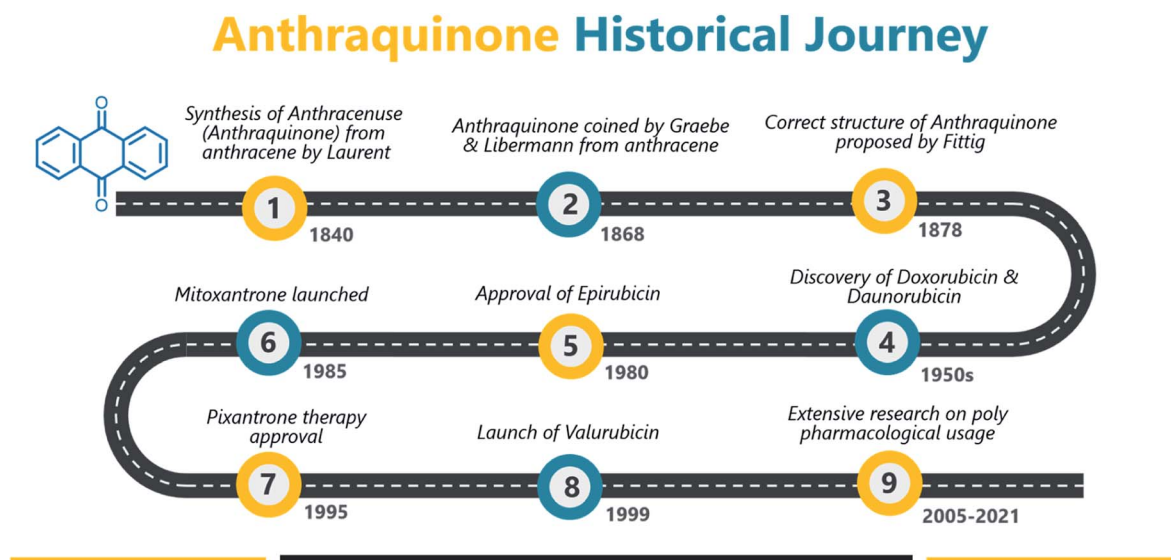 Anthraquinone Historical Journey
O
O
Synthesis of Anthracenuse
(Anthraquinone) from
anthracene by Laurent
1
1840
Anthraquinone coined by Graebe
& Libermann from anthracene
2
1868
Correct structure of Anthraquinone
proposed by Fittig
3
1878
Discovery of Doxorubicin &
Daunorubicin
4
1950s
Approval of Epirubicin
5
1980
Mitoxantrone launched
6
1985
Pixantrone therapy
approval
7
1995
Launch of Valurubicin
8
1999
Extensive research on poly
pharmacological usage
9
2005-2021